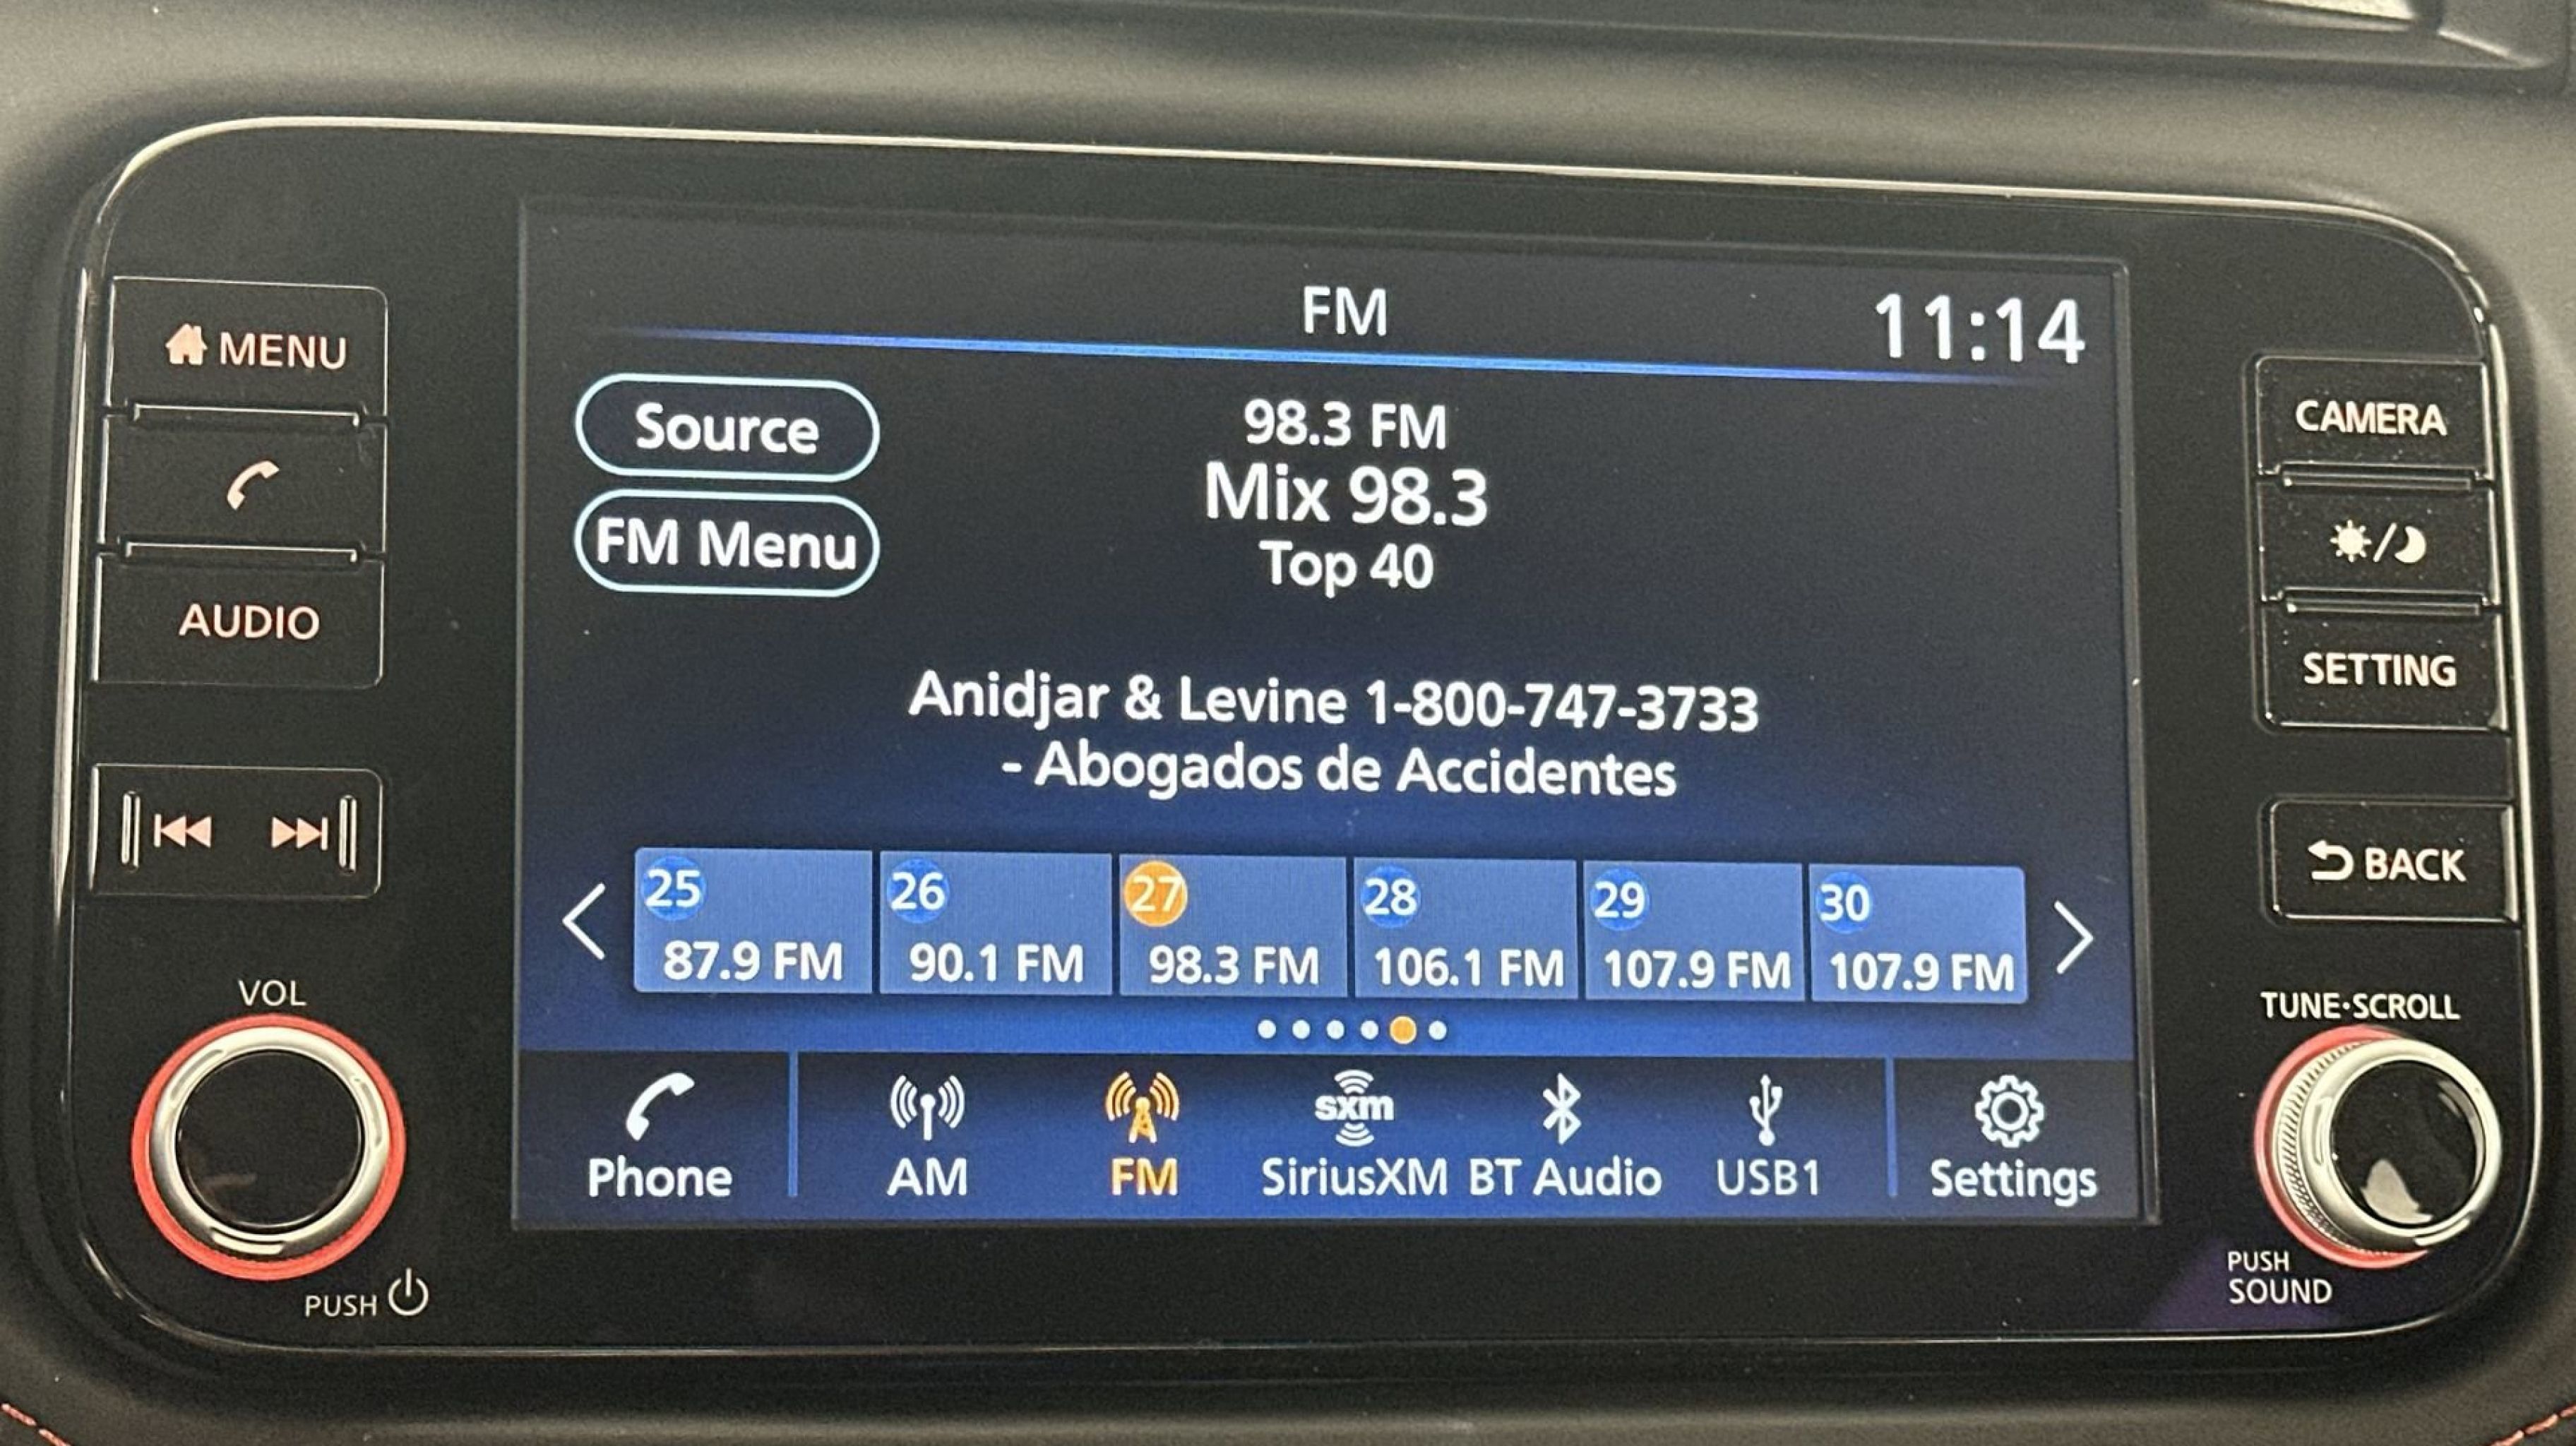 FM
11:14
MENU
AUDIO
VOL
PUSH
Source
FM Menu
98.3 FM
Mix 98.3
Top 40
Anidjar & Levine 1-800-747-3733
- Abogados de Accidentes
25
26
27
28
29
30
87.9 FM
90.1 FM
98.3 FM
106.1 FM
107.9 FM
107.9 FM
sxm
Phone
AM
FM
SiriusXM
BT Audio
USB1
Settings
CAMERA
SETTING
BACK
TUNE·SCROLL
PUSH
SOUND